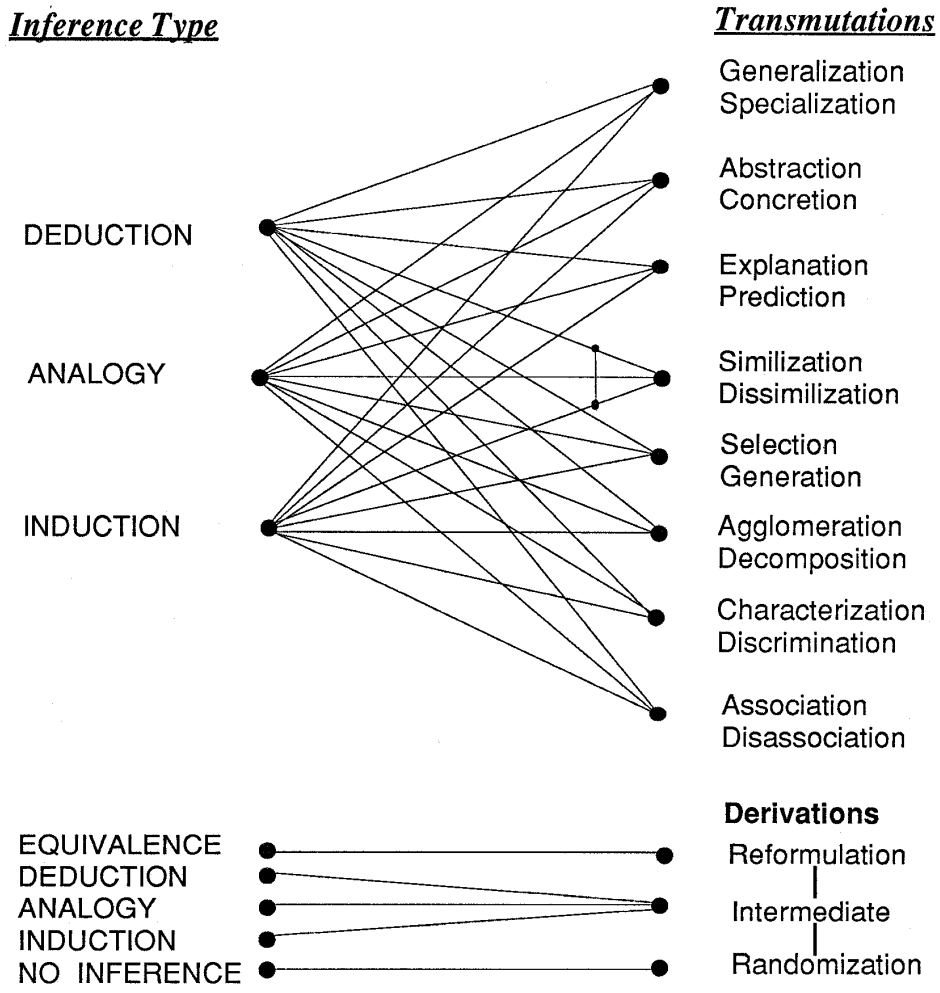 Inference Type
Transmutations
Generalization
Specialization
Abstraction
Concretion
DEDUCTION
Explanation
Prediction
ANALOGY
Similization
Dissimilization
Selection
Generation
INDUCTION
Agglomeration
Decomposition
Characterization
Discrimination
Association
Disassociation
Derivations
EQUIVALENCE
Reformulation
DEDUCTION
ANALOGY
Intermediate
INDUCTION
NO INFERENCE
Randomization